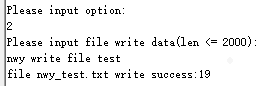 Please input option:
2
Please input file write data(len <= 2000):
nwy write file test
file nwy_test.txt write success:19